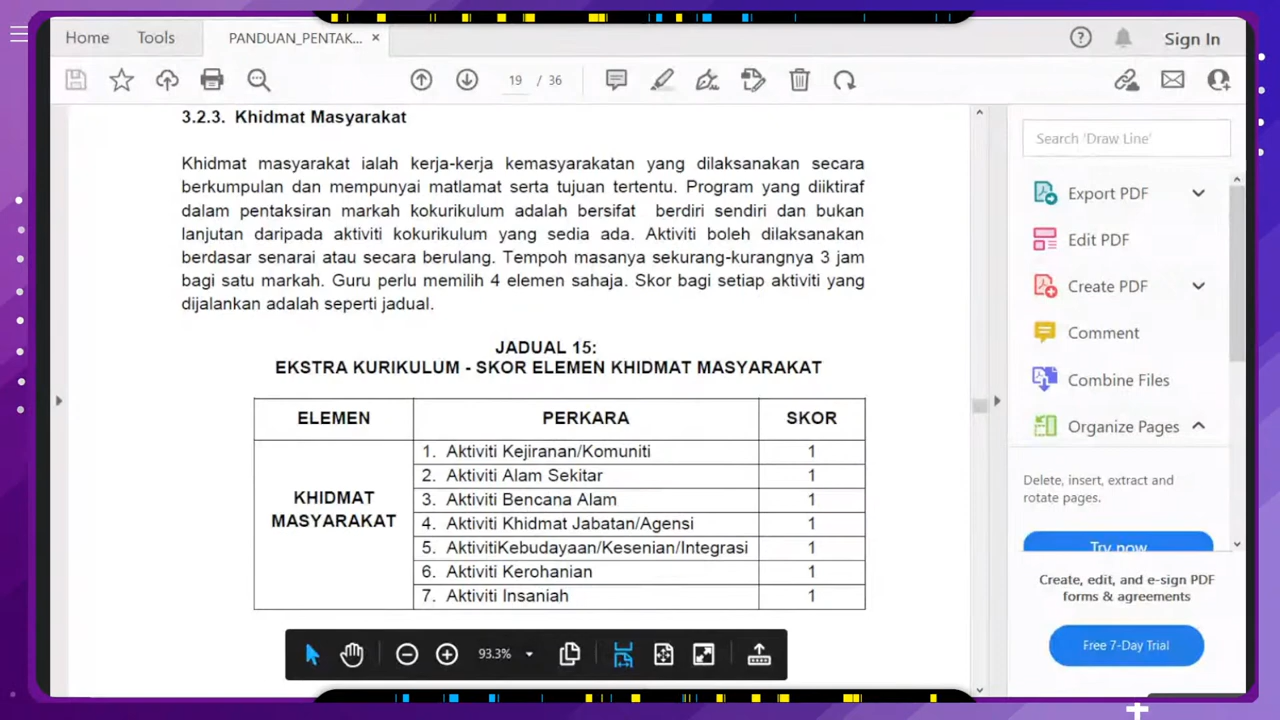 Home
Tools
PANDUAN_PENTAK... ×
Sign In
19 / 36
3.2.3. Khidmat Masyarakat
Khidmat masyarakat ialah kerja-kerja kemasyarakatan yang dilaksanakan secara
berkumpulan dan mempunyai matlamat serta tujuan tertentu. Program yang diiktiraf
dalam pentaksiran markah kokurikulum adalah bersifat berdiri sendiri dan bukan
lanjutan daripada aktiviti kokurikulum yang sedia ada. Aktiviti boleh dilaksanakan
berdasar senarai atau secara berulang. Tempoh masanya sekurang-kurangnya 3 jam
bagi satu markah. Guru perlu memilih 4 elemen sahaja. Skor bagi setiap aktiviti yang
dijalankan adalah seperti jadual.
JADUAL 15:
EKSTRA KURIKULUM - SKOR ELEMEN KHIDMAT MASYARAKAT
ELEMEN PERKARA SKOR
KHIDMAT
MASYARAKAT
1. Aktiviti Kejiranan/Komuniti 1
2. Aktiviti Alam Sekitar 1
3. Aktiviti Bencana Alam 1
4. Aktiviti Khidmat Jabatan/Agensi 1
5. AktivitiKebudayaan/Kesenian/Integrasi 1
6. Aktiviti Kerohanian 1
7. Aktiviti Insaniah 1
93.3%
Search 'Draw Line'
Export PDF
Edit PDF
Create PDF
Comment
Combine Files
Organize Pages
Delete, insert, extract and
rotate pages.
Try now
Create, edit, and e-sign PDF
forms & agreements
Free 7-Day Trial